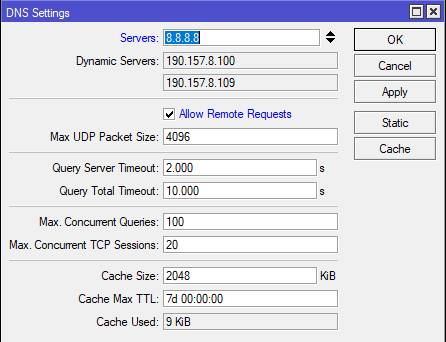 DNS Settings
Servers: 8.8.8.8
OK
Dynamic Servers: 190.157.8.100
Cancel
190.157.8.109
Apply
Allow Remote Requests
Static
Max UDP Packet Size: 4096
Cache
Query Server Timeout: 2.000 s
Query Total Timeout: 10.000 s
Max. Concurrent Queries: 100
Max. Concurrent TCP Sessions: 20
Cache Size: 2048 KiB
Cache Max TTL: 7d 00:00:00
Cache Used: 9 KiB